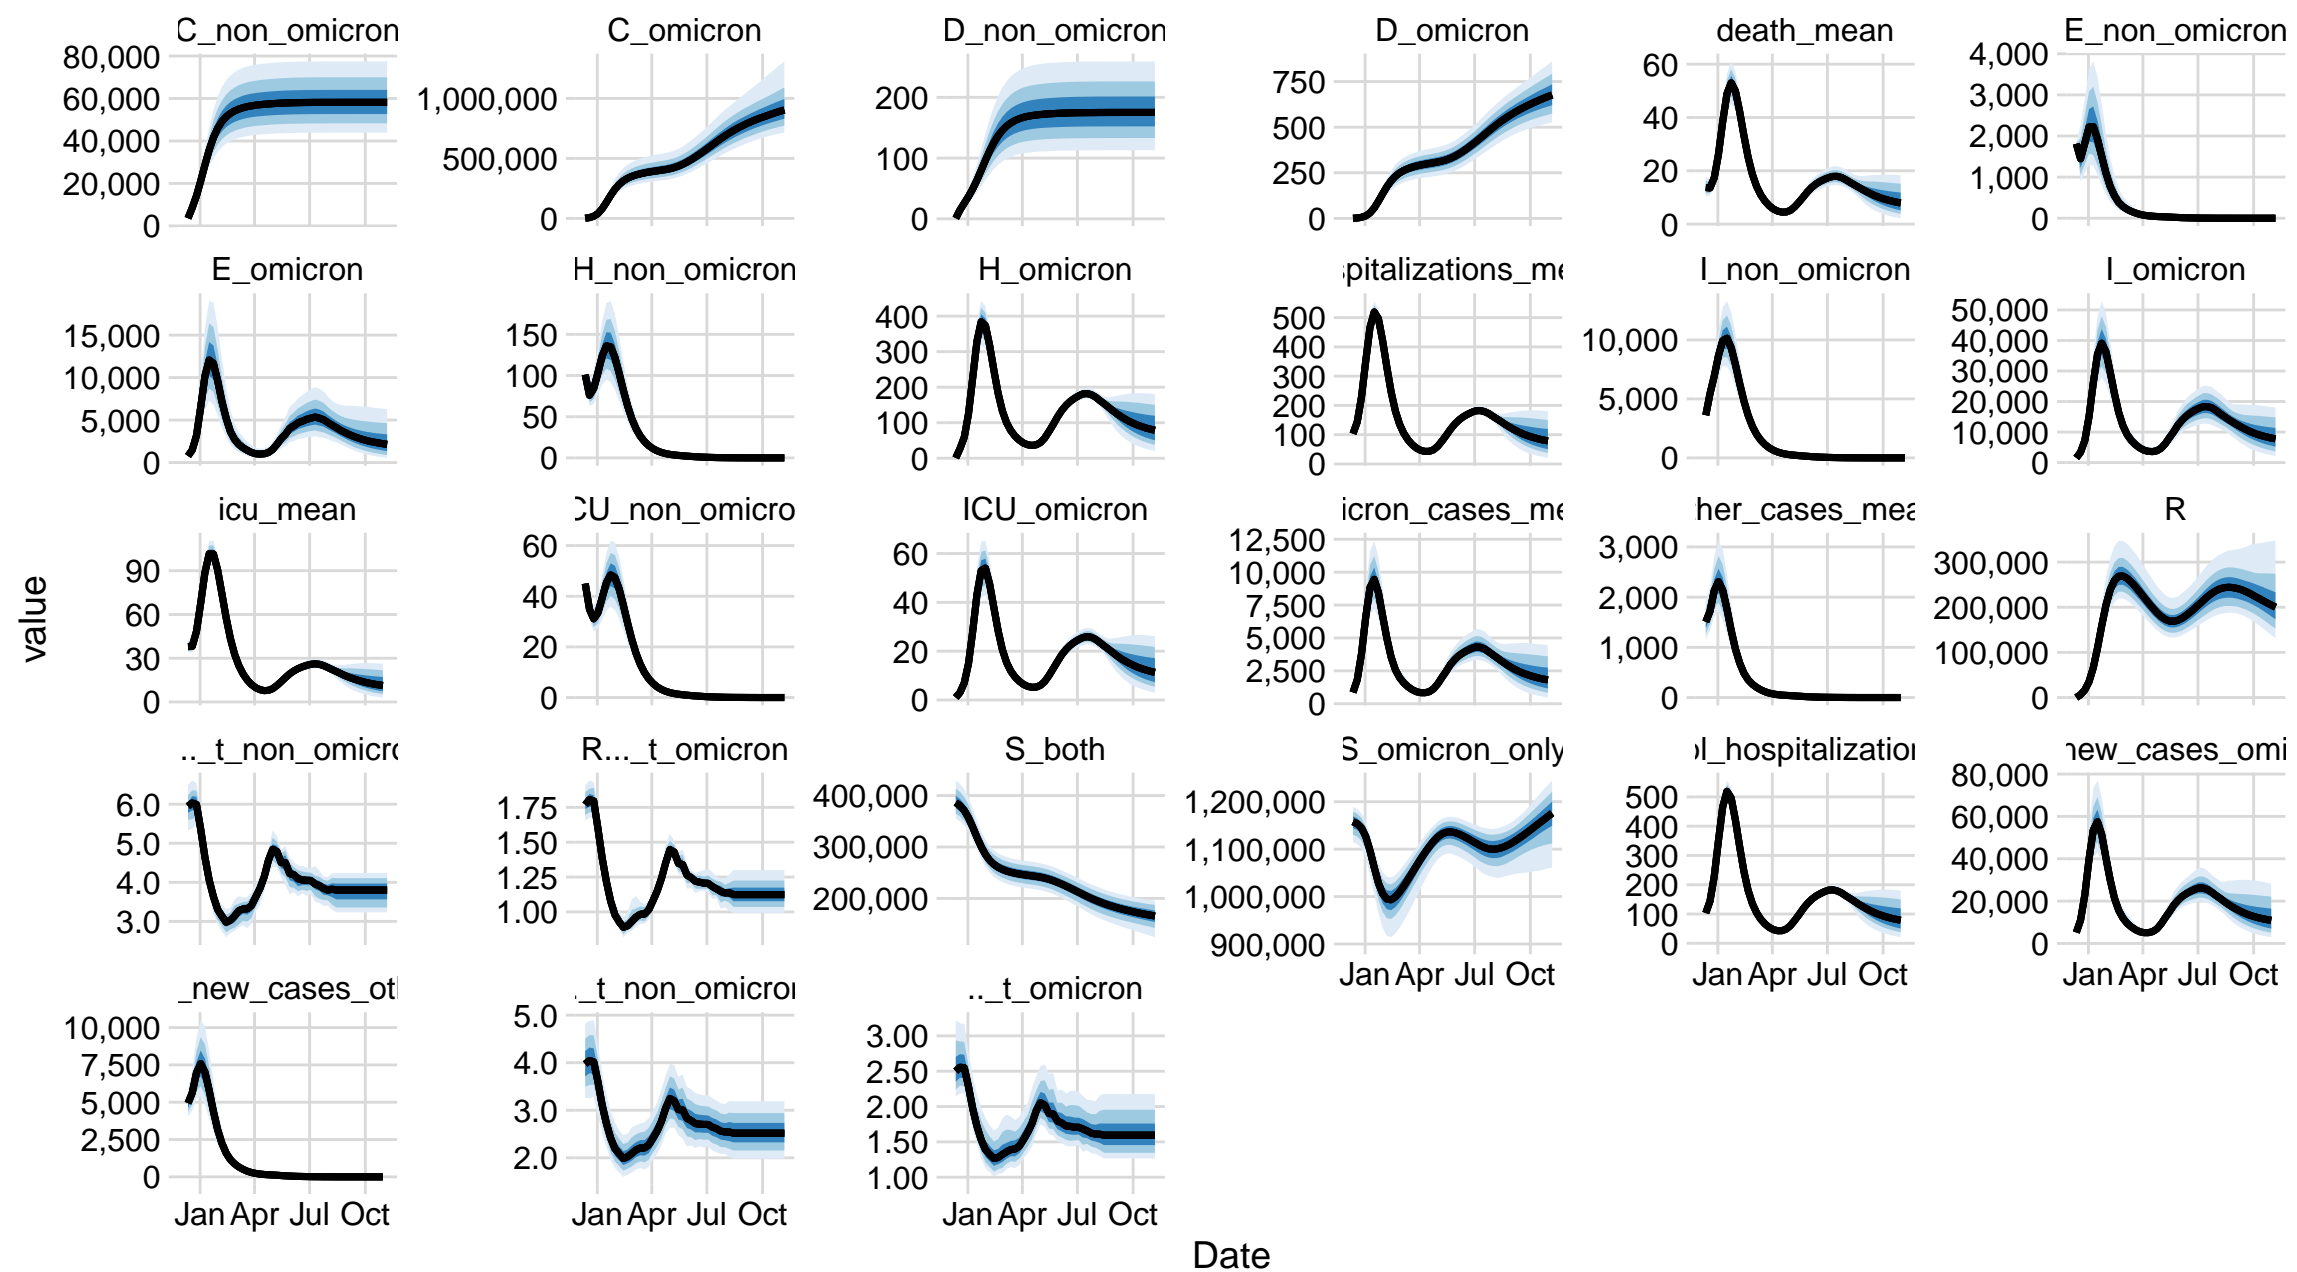 C_non_omicron C_omicron D_non_omicron D_omicron death_mean E_non_omicron
80,000 60,000 40,000 20,000 0
1,000,000 500,000 0
200 100 0
750 500 250 0
60 40 20 0
4,000 3,000 2,000 1,000 0
E_omicron H_non_omicron H_omicron spitalizations_me I_non_omicron I_omicron
15,000 10,000 5,000 0
150 100 50 0
400 300 200 100 0
500 400 300 200 100 0
10,000 5,000 0
50,000 40,000 30,000 20,000 10,000 0
icu_mean CU_non_omicro ICU_omicron icron_cases_me her_cases_mea R
90 60 30 0
60 40 20 0
60 40 20 0
12,500 10,000 7,500 5,000 2,500 0
3,000 2,000 1,000 0
300,000 200,000 100,000 0
value
.._t_non_omicro R..._t_omicron S_both S_omicron_only ol_hospitalization new_cases_omi
6.0 5.0 4.0 3.0
1.75 1.50 1.25 1.00
400,000 300,000 200,000
1,200,000 1,100,000 1,000,000 900,000
500 400 300 200 100 0
80,000 60,000 40,000 20,000 0
Jan Apr Jul Oct Jan Apr Jul Oct Jan Apr Jul Oct
_new_cases_oth ._t_non_omicron .._t_omicron
10,000 7,500 5,000 2,500 0
5.0 4.0 3.0 2.0
3.00 2.50 2.00 1.50 1.00
Jan Apr Jul Oct Jan Apr Jul Oct Jan Apr Jul Oct
Date